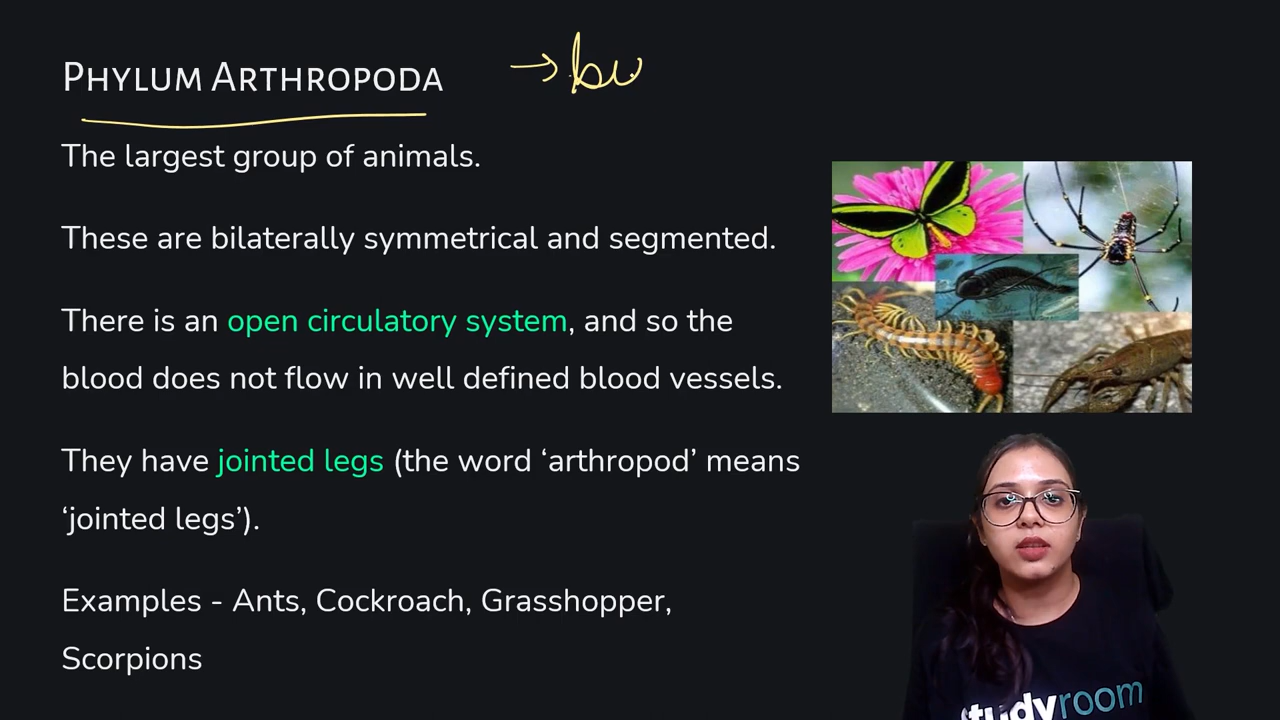 PHYLUM ARTHROPODA
→ bu
The largest group of animals.
These are bilaterally symmetrical and segmented.
There is an open circulatory system, and so the
blood does not flow in well defined blood vessels.
They have jointed legs (the word ‘arthropod’ means
‘jointed legs’).
Examples - Ants, Cockroach, Grasshopper,
Scorpions
studyroom